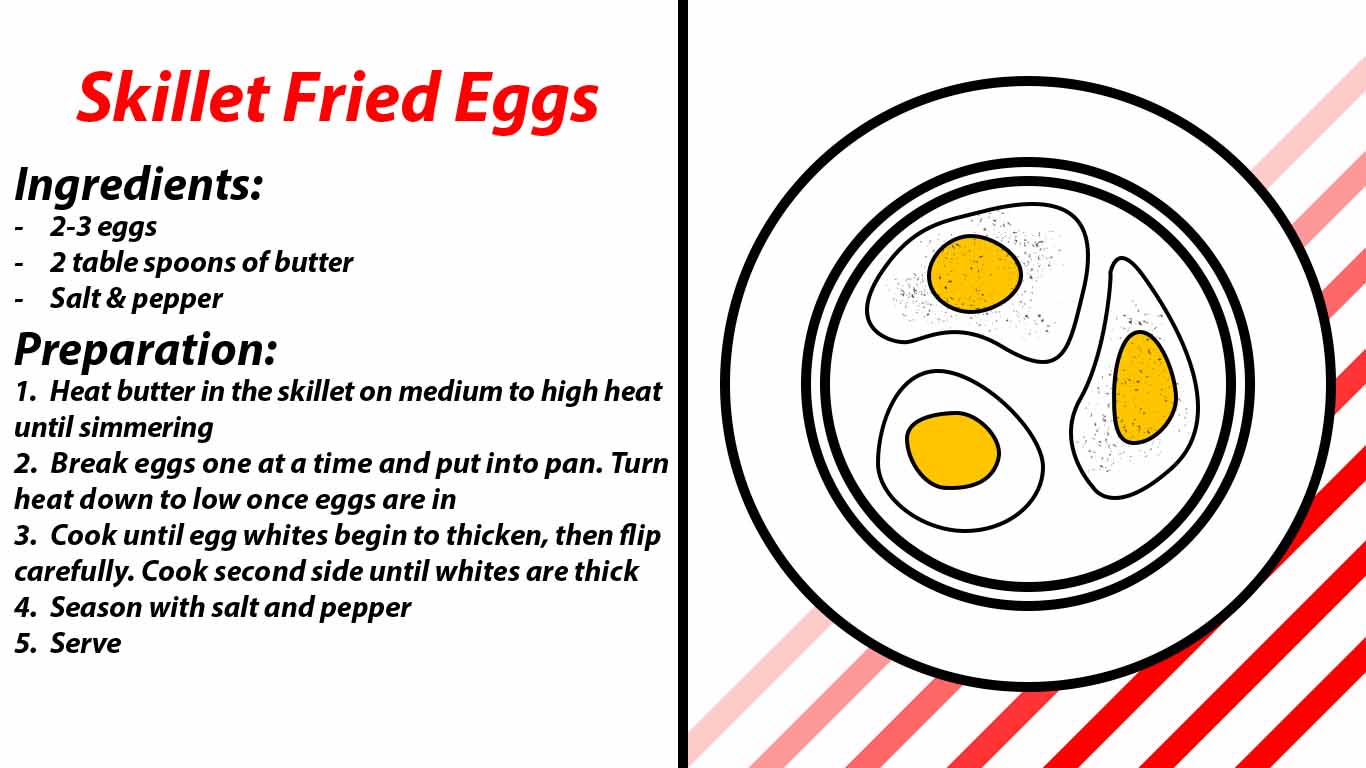 Skillet Fried Eggs
Ingredients:
- 2-3 eggs
- 2 table spoons of butter
- Salt & pepper
Preparation:
1. Heat butter in the skillet on medium to high heat
until simmering
2. Break eggs one at a time and put into pan. Turn
heat down to low once eggs are in
3. Cook until egg whites begin to thicken, then flip
carefully. Cook second side until whites are thick
4. Season with salt and pepper
5. Serve